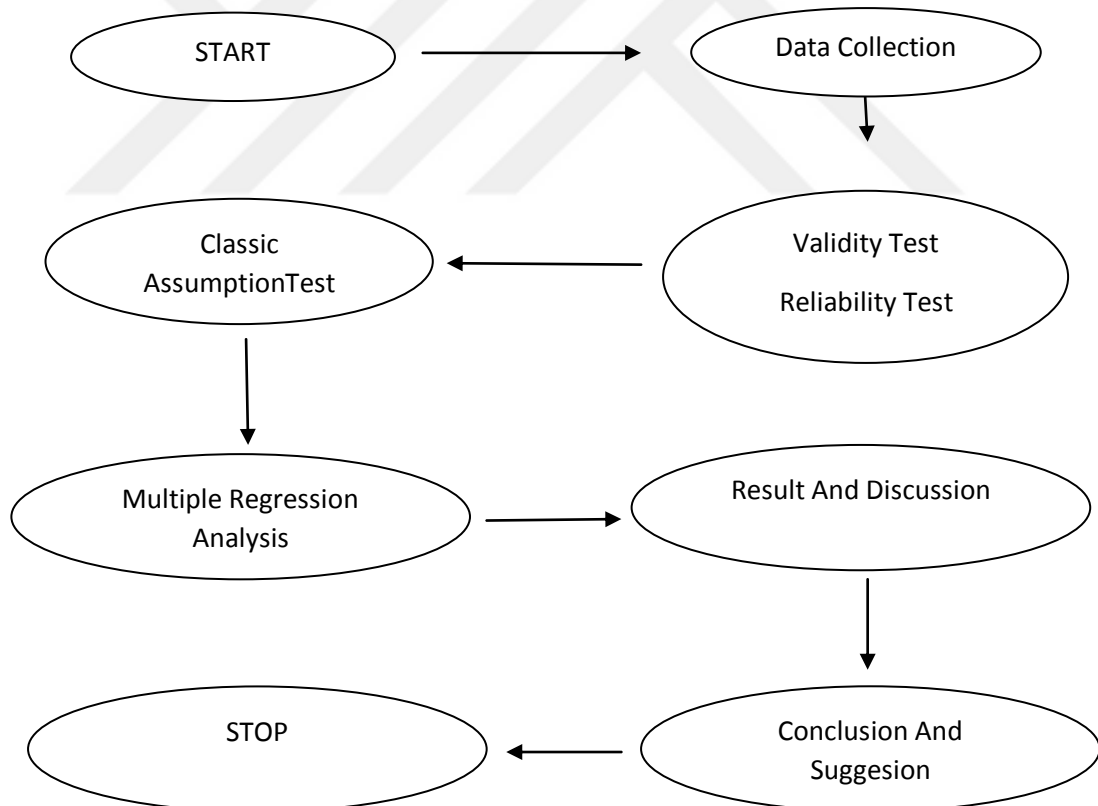 START
Data Collection
Validity Test
Reliability Test
Classic
AssumptionTest
Multiple Regression
Analysis
Result And Discussion
Conclusion And
Suggesion
STOP